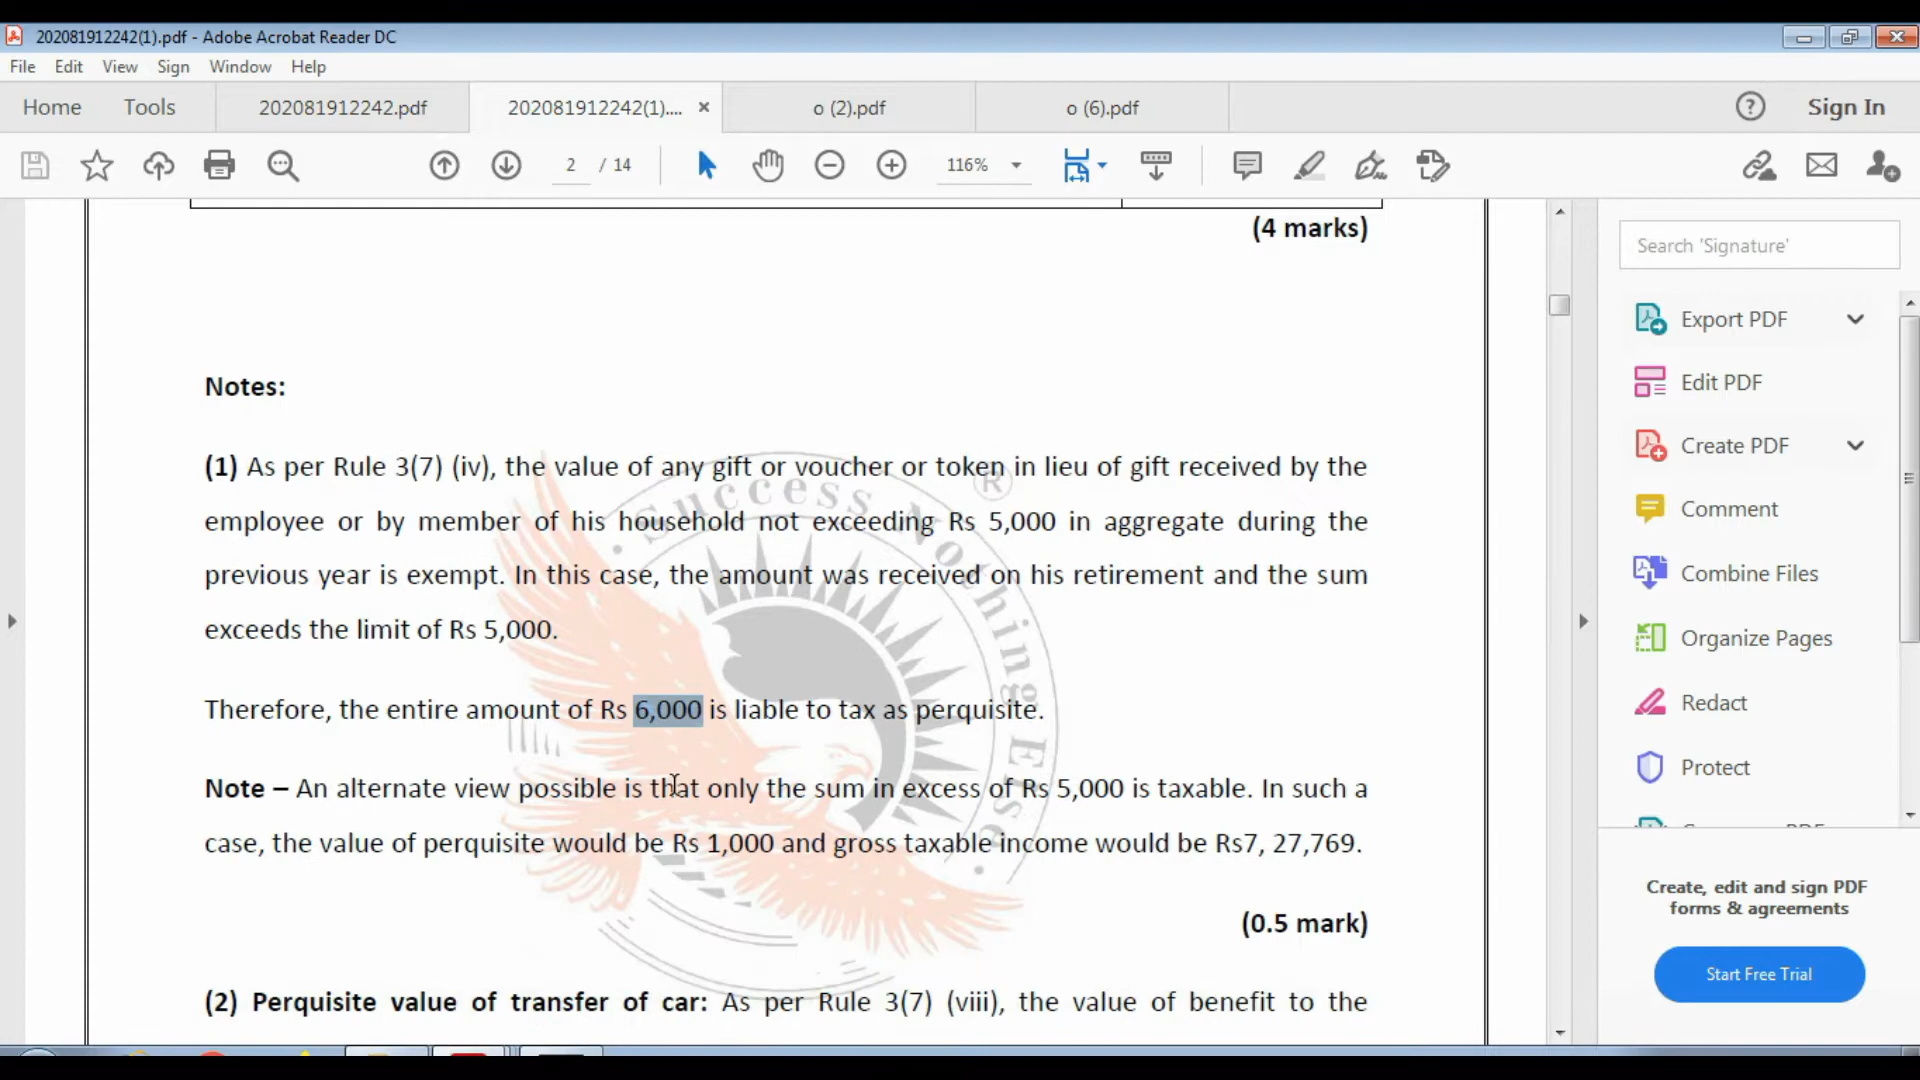 202081912242(1).pdf - Adobe Acrobat Reader DC
File Edit View Sign Window Help
Home Tools 202081912242.pdf 202081912242(1).... × o (2).pdf o (6).pdf ? Sign In
2 / 14 116%
(4 marks)
Notes:
(1) As per Rule 3(7) (iv), the value of any gift or voucher or token in lieu of gift received by the
employee or by member of his household not exceeding Rs 5,000 in aggregate during the
previous year is exempt. In this case, the amount was received on his retirement and the sum
exceeds the limit of Rs 5,000.
Therefore, the entire amount of Rs 6,000 is liable to tax as perquisite.
Note – An alternate view possible is that only the sum in excess of Rs 5,000 is taxable. In such a
case, the value of perquisite would be Rs 1,000 and gross taxable income would be Rs7, 27,769.
(0.5 mark)
(2) Perquisite value of transfer of car: As per Rule 3(7) (viii), the value of benefit to the
Success Nothing Else ®
Search 'Signature'
Export PDF
Edit PDF
Create PDF
Comment
Combine Files
Organize Pages
Redact
Protect
Create, edit and sign PDF
forms & agreements
Start Free Trial